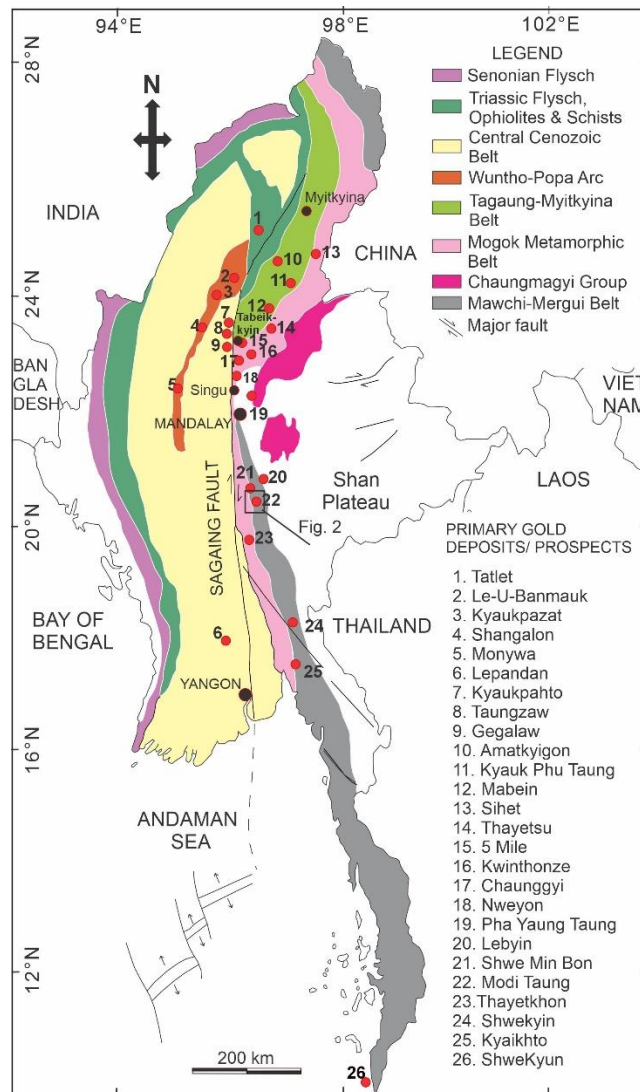 94°E
98°E
102°E
28°N
24°N
20°N
16°N
12°N
N
LEGEND
Senonian Flysch
Triassic Flysch,
Ophiolites & Schists
Central Cenozoic
Belt
Wuntho-Popa Arc
Tagaung-Myitkyina
Belt
Mogok Metamorphic
Belt
Chaungmagyi Group
Mawchi-Mergui Belt
Major fault
INDIA
CHINA
BAN
GLA
DESH
VIET
NAM
LAOS
THAILAND
Shan
Plateau
BAY OF
BENGAL
ANDAMAN
SEA
Myitkyina
Tabeik-
kyin
Singu
MANDALAY
YANGON
SAGAING FAULT
Fig. 2
1
2
3
4
5
6
7
8
9
10
11
12
13
14
15
16
17
18
19
20
21
22
23
24
25
26
200 km
PRIMARY GOLD
DEPOSITS/ PROSPECTS
1. Tatlet
2. Le-U-Banmauk
3. Kyaukpazat
4. Shangalon
5. Monywa
6. Lepandan
7. Kyaukpahto
8. Taungzaw
9. Gegalaw
10. Amatkyigon
11. Kyauk Phu Taung
12. Mabein
13. Sihet
14. Thayetsu
15. 5 Mile
16. Kwinthonze
17. Chaunggyi
18. Nweyon
19. Pha Yaung Taung
20. Lebyin
21. Shwe Min Bon
22. Modi Taung
23.Thayetkhon
24. Shwekyin
25. Kyaikhto
26. ShweKyun